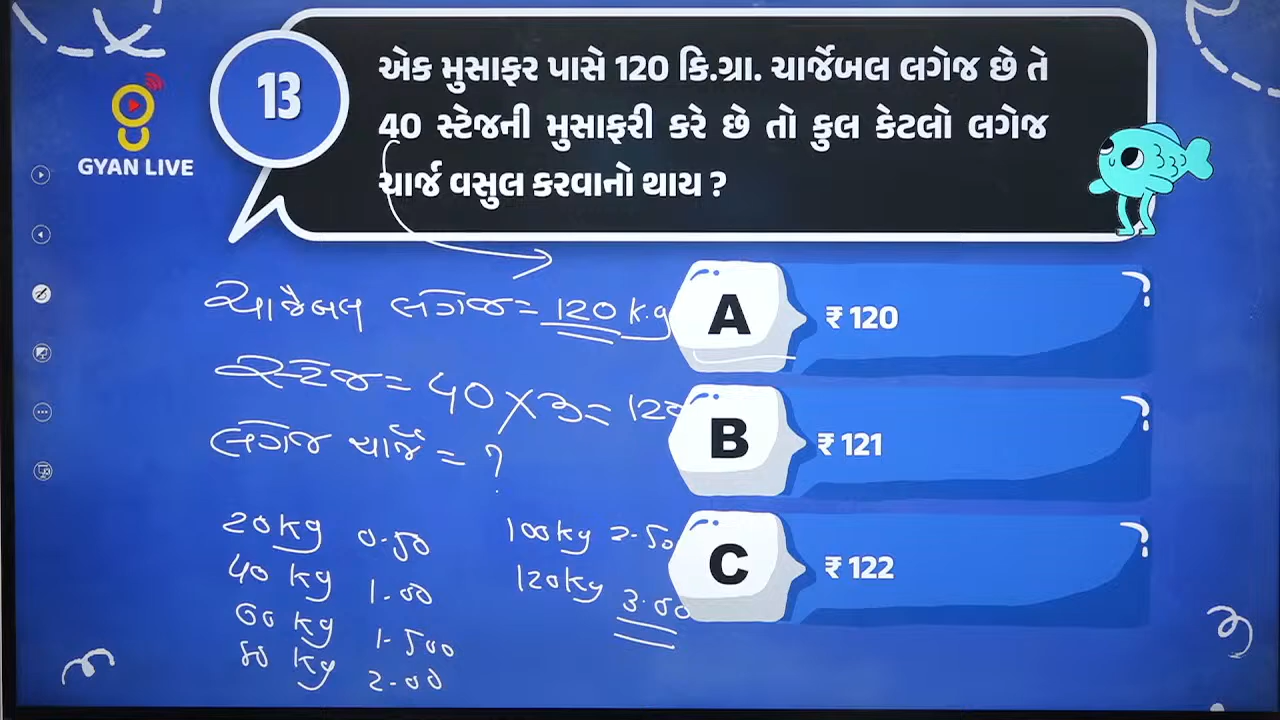 13
એક મુસાફર પાસે 120 કિ.ગ્રા. ચાર્જેબલ લગેજ છે તે
40 સ્ટેજની મુસાફરી કરે છે તો કુલ કેટલો લગેજ
ચાર્જ વસુલ કરવાનો થાય ?
GYAN LIVE
ચાર્જેબલ લગેજ = 120 k.g
A
₹ 120
સ્ટેજ = 40 × 3 = 120
B
₹ 121
લગેજ ચાર્જ = ?
20 kg 0.50
100 kg 2.50
C
₹ 122
40 kg 1.00
120 kg 3.00
60 kg 1.500
80 kg 2.00